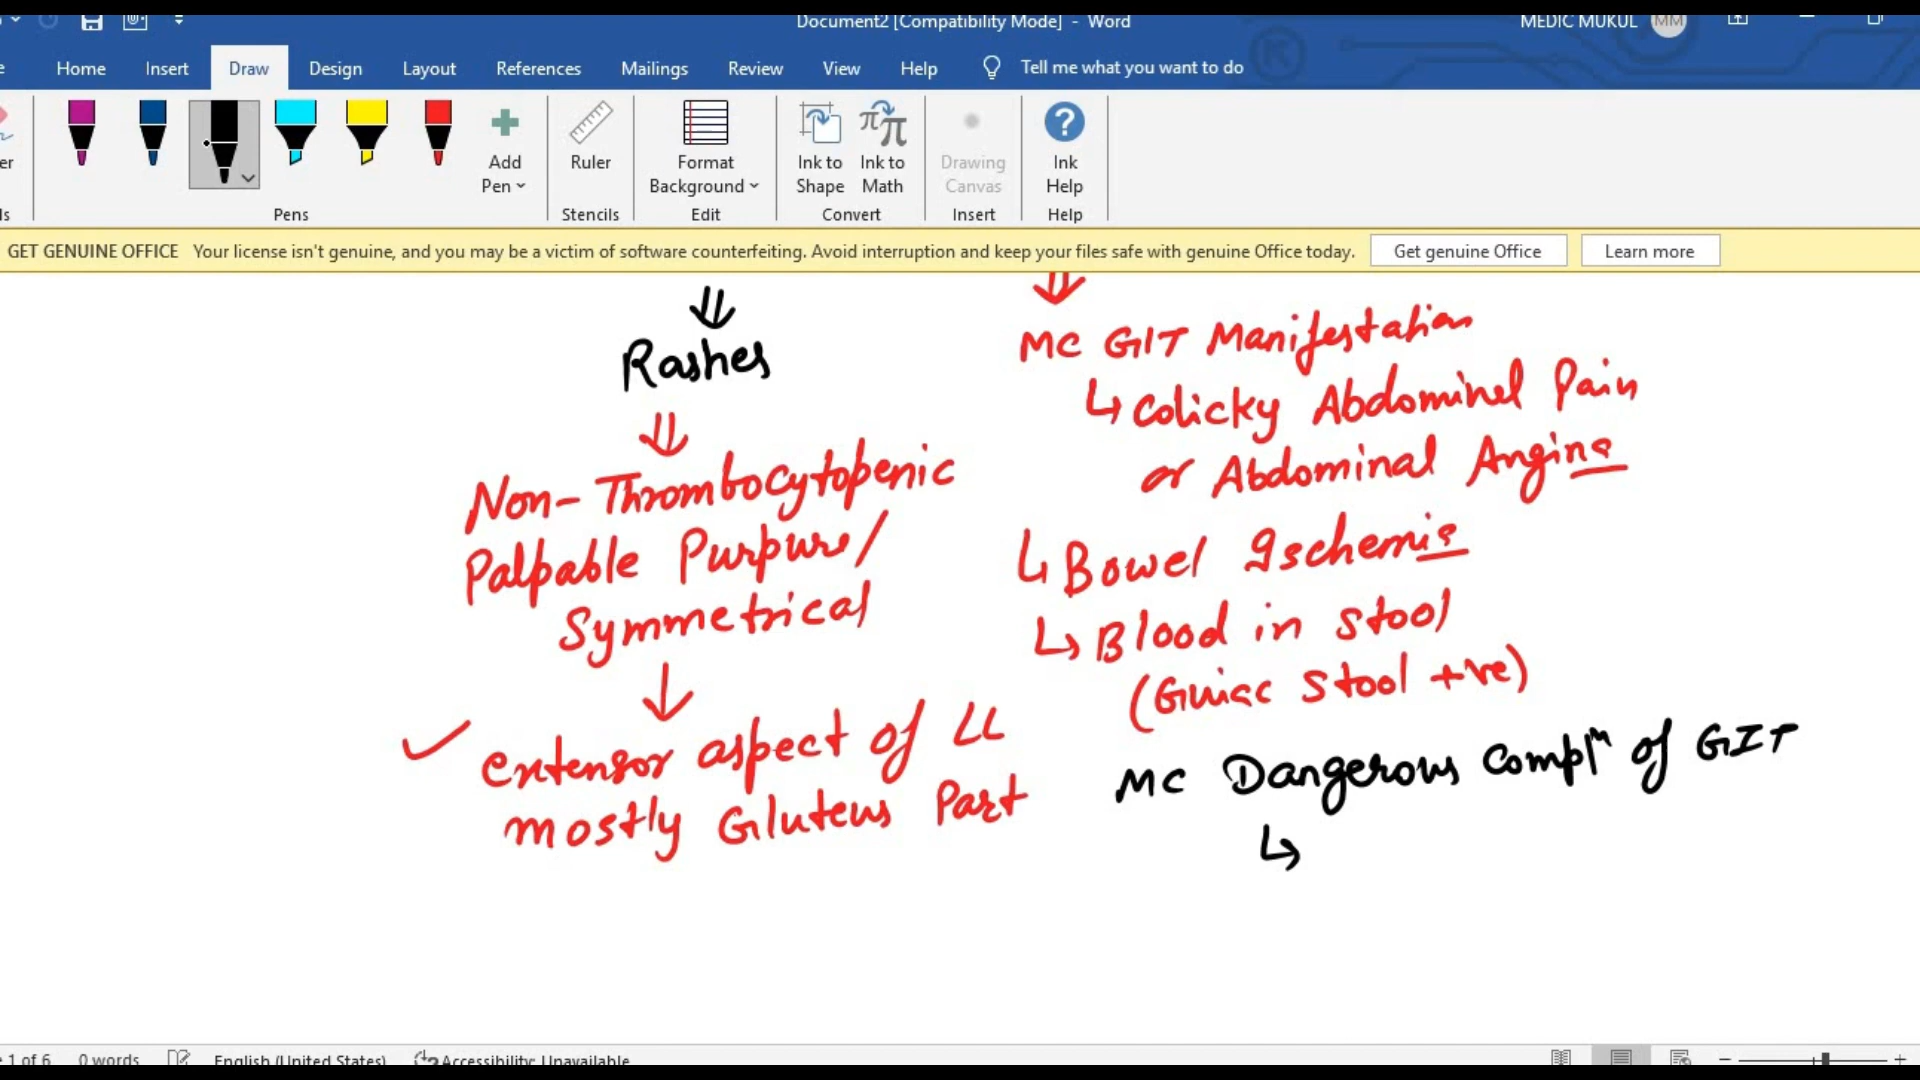 Document2 [Compatibility Mode] - Word
MEDIC MUKUL MM
Home Insert Draw Design Layout References Mailings Review View Help Tell me what you want to do
Add Pen
Ruler
Format Background
Ink to Shape
Ink to Math
Drawing Canvas
Ink Help
Pens Stencils Edit Convert Insert Help
GET GENUINE OFFICE Your license isn't genuine, and you may be a victim of software counterfeiting. Avoid interruption and keep your files safe with genuine Office today. Get genuine Office Learn more
Rashes
Non-Thrombocytopenic
Palpable Purpura/
Symmetrical
extensor aspect of LL
mostly Gluteus Part
MC GIT Manifestation
Colicky Abdominal Pain
or Abdominal Angina
Bowel Ischemia
Blood in stool
(Guiac Stool +ve)
MC Dangerous Complⁿ of GIT
1 of 6 0 words English (United States) Accessibility: Unavailable